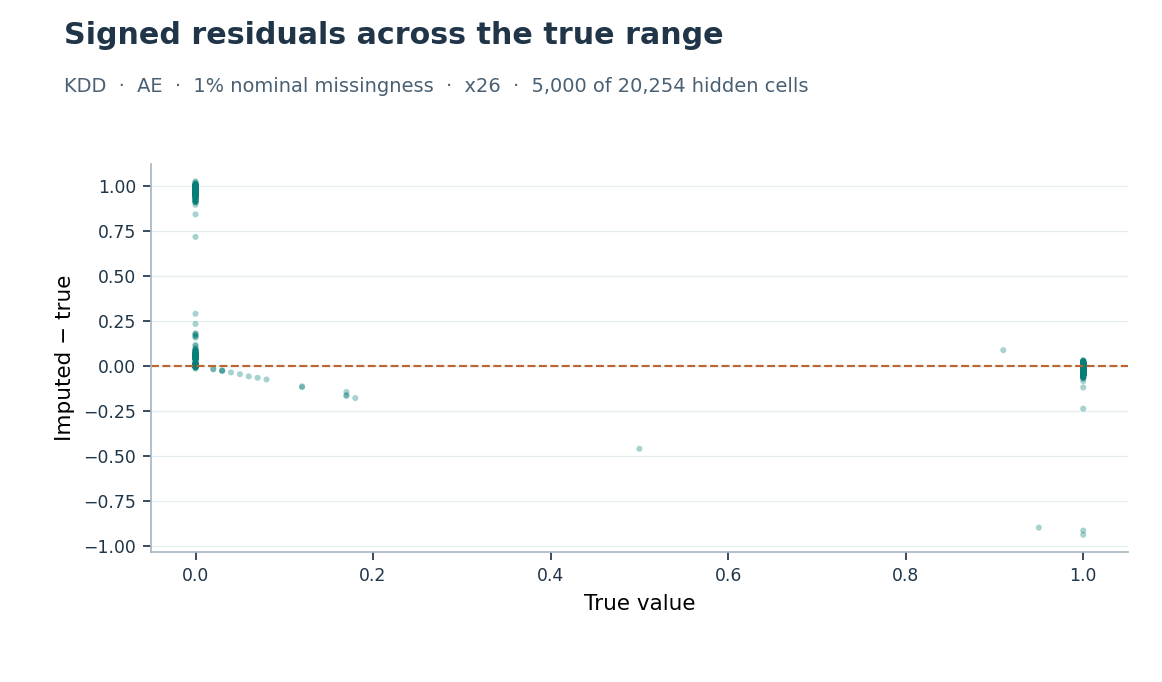 Signed residuals across the true range
KDD · AE · 1% nominal missingness · x26 · 5,000 of 20,254 hidden cells
1.00
0.75
0.50
0.25
0.00
−0.25
−0.50
−0.75
−1.00
Imputed − true
0.0 0.2 0.4 0.6 0.8 1.0
True value